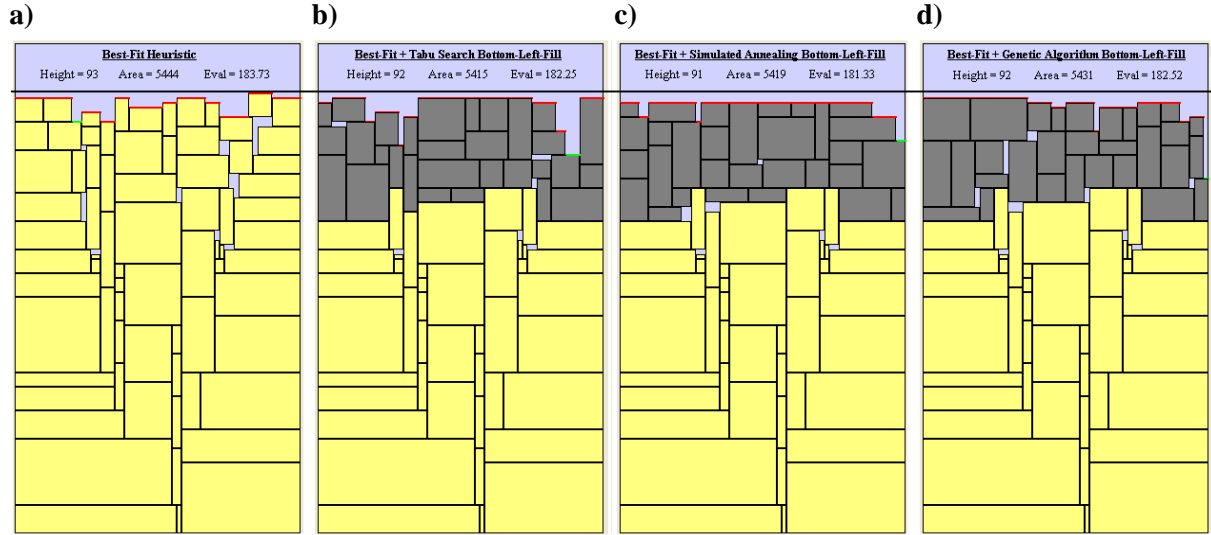 a)
b)
c)
d)
Best-Fit Heuristic
Height = 93 Area = 5444 Eval = 183.73
Best-Fit + Tabu Search Bottom-Left-Fill
Height = 92 Area = 5415 Eval = 182.25
Best-Fit + Simulated Annealing Bottom-Left-Fill
Height = 91 Area = 5419 Eval = 181.33
Best-Fit + Genetic Algorithm Bottom-Left-Fill
Height = 92 Area = 5431 Eval = 182.52